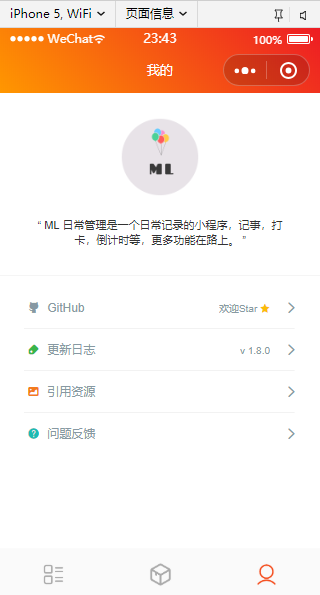 iPhone 5, WiFi 页面信息
WeChat 23:43 100%
我的
ML
“ ML 日常管理是一个日常记录的小程序，记事，打
卡，倒计时等，更多功能在路上。 ”
GitHub 欢迎Star
更新日志 v 1.8.0
引用资源
问题反馈